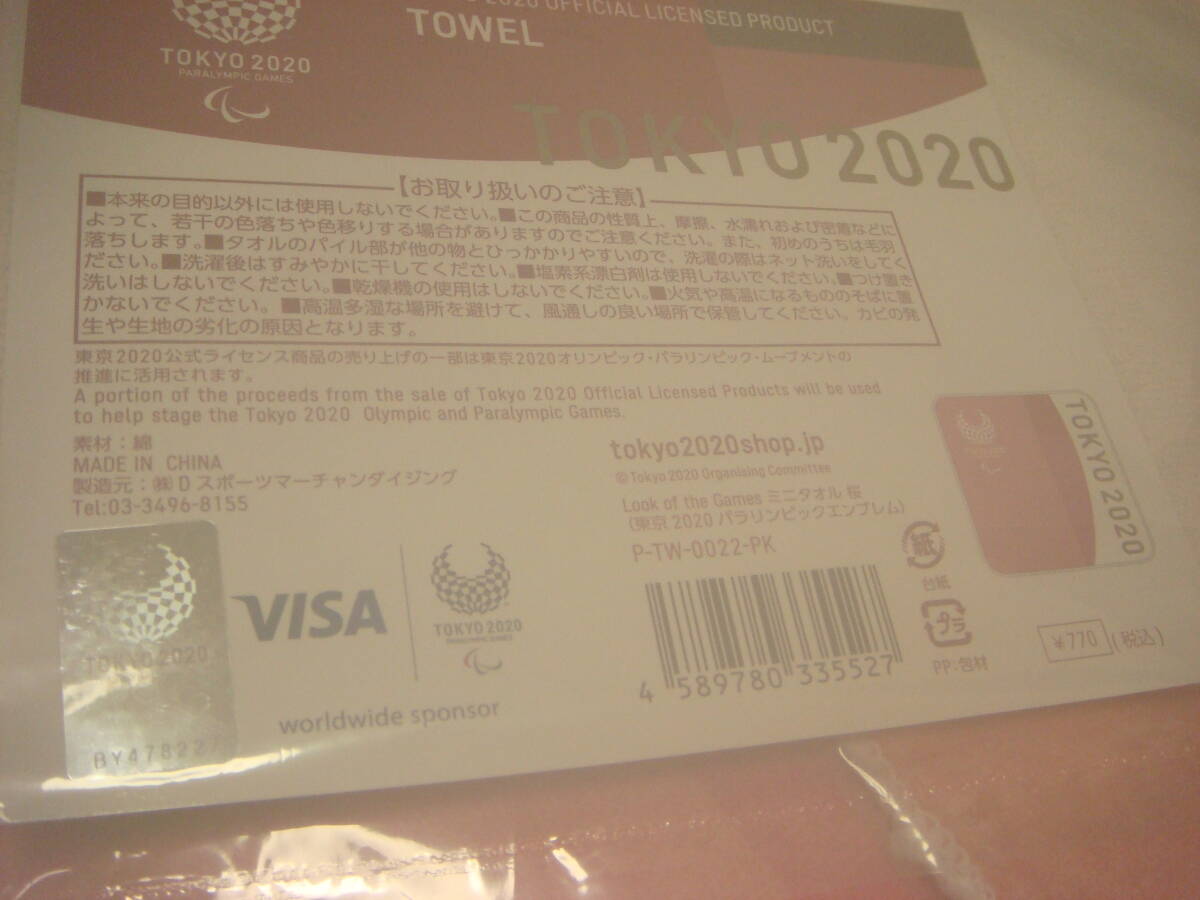 2020 OFFICIAL LICENSED PRODUCT
TOWEL
TOKYO 2020
PARALYMPIC GAMES
TOKYO 2020
【お取り扱いのご注意】
■本来の目的以外には使用しないでください。■この商品の性質上、摩擦、水濡れおよび密着などに
よって、若干の色落ちや色移りする場合がありますのでご注意ください。また、初めのうちは毛羽
落ちします。■タオルのパイル部が他の物とひっかかりやすいので、洗濯の際はネット洗いをしてく
ださい。■洗濯後はすみやかに干してください。■塩素系漂白剤は使用しないでください。■つけ置き
洗いはしないでください。■乾燥機の使用はしないでください。■火気や高温になるもののそばに置
かないでください。■高温多湿な場所を避けて、風通しの良い場所で保管してください。カビの発
生や生地の劣化の原因となります。
東京2020公式ライセンス商品の売り上げの一部は東京2020オリンピック・パラリンピック・ムーブメントの
推進に活用されます。
A portion of the proceeds from the sale of Tokyo 2020 Official Licensed Products will be used
to help stage the Tokyo 2020 Olympic and Paralympic Games.
素材：綿
MADE IN CHINA
製造元：㈱Dスポーツマーチャンダイジング
Tel:03-3496-8155
tokyo2020shop.jp
©Tokyo 2020 Organising Committee
Look of the Games ミニタオル 桜
(東京 2020 パラリンピックエンブレム)
P-TW-0022-PK
4 589780 335527
紙
台紙
プラ
PP:包材
TOKYO 2020
¥770 (税込)
TOKYO 2020
BY478227
VISA
TOKYO 2020
PARALYMPIC GAMES
worldwide sponsor